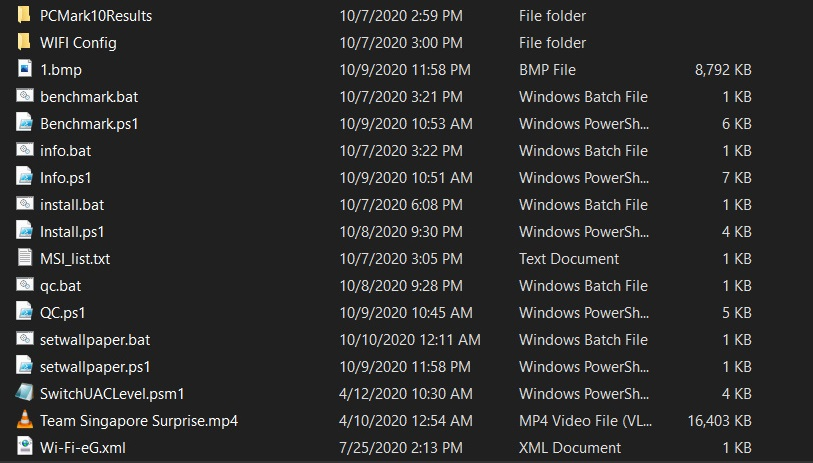 PCMark10Results 10/7/2020 2:59 PM File folder
WIFI Config 10/7/2020 3:00 PM File folder
1.bmp 10/9/2020 11:58 PM BMP File 8,792 KB
benchmark.bat 10/7/2020 3:21 PM Windows Batch File 1 KB
Benchmark.ps1 10/9/2020 10:53 AM Windows PowerSh... 6 KB
info.bat 10/7/2020 3:22 PM Windows Batch File 1 KB
Info.ps1 10/9/2020 10:51 AM Windows PowerSh... 7 KB
install.bat 10/7/2020 6:08 PM Windows Batch File 1 KB
Install.ps1 10/8/2020 9:30 PM Windows PowerSh... 4 KB
MSI_list.txt 10/7/2020 3:05 PM Text Document 1 KB
qc.bat 10/8/2020 9:28 PM Windows Batch File 1 KB
QC.ps1 10/9/2020 10:45 AM Windows PowerSh... 5 KB
setwallpaper.bat 10/10/2020 12:11 AM Windows Batch File 1 KB
setwallpaper.ps1 10/9/2020 11:58 PM Windows PowerSh... 1 KB
SwitchUACLevel.psm1 4/12/2020 10:30 AM Windows PowerSh... 4 KB
Team Singapore Surprise.mp4 4/10/2020 12:54 AM MP4 Video File (VL... 16,403 KB
Wi-Fi-eG.xml 7/25/2020 2:13 PM XML Document 1 KB